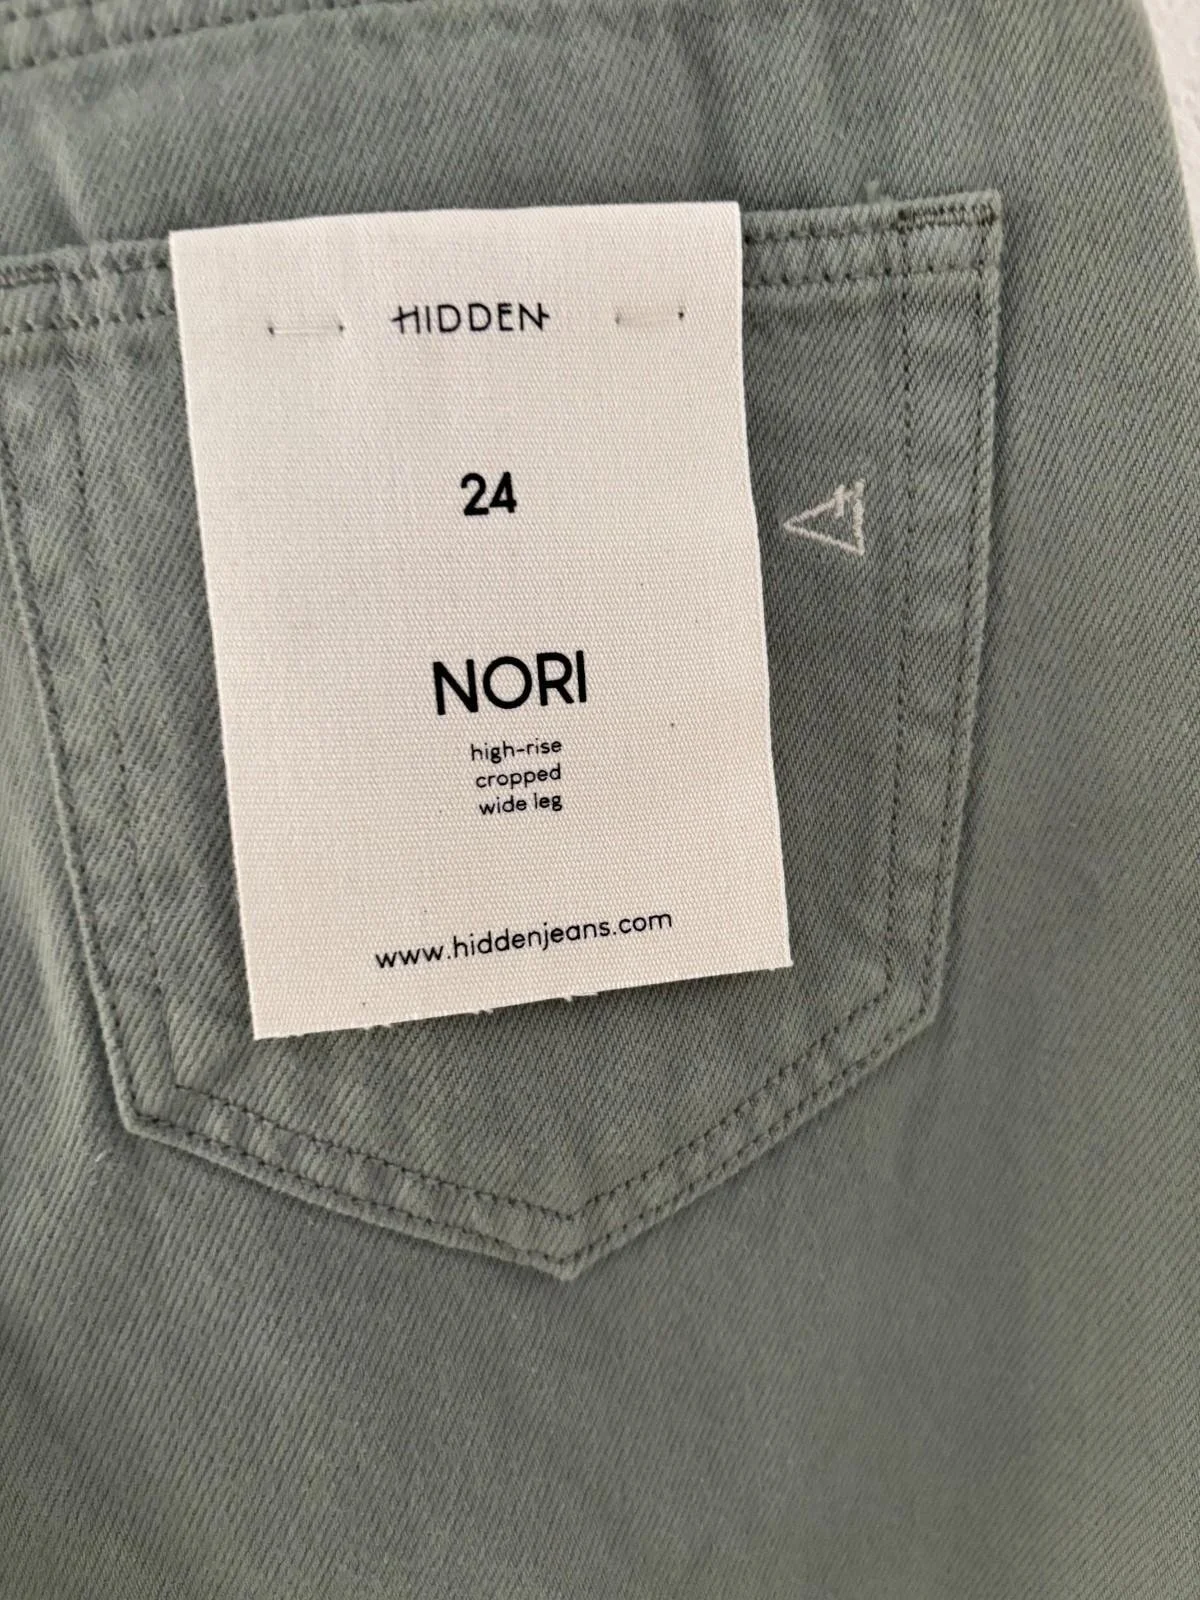 HIDDEN
24
NORI
high-rise
cropped
wide leg
www.hiddenjeans.com